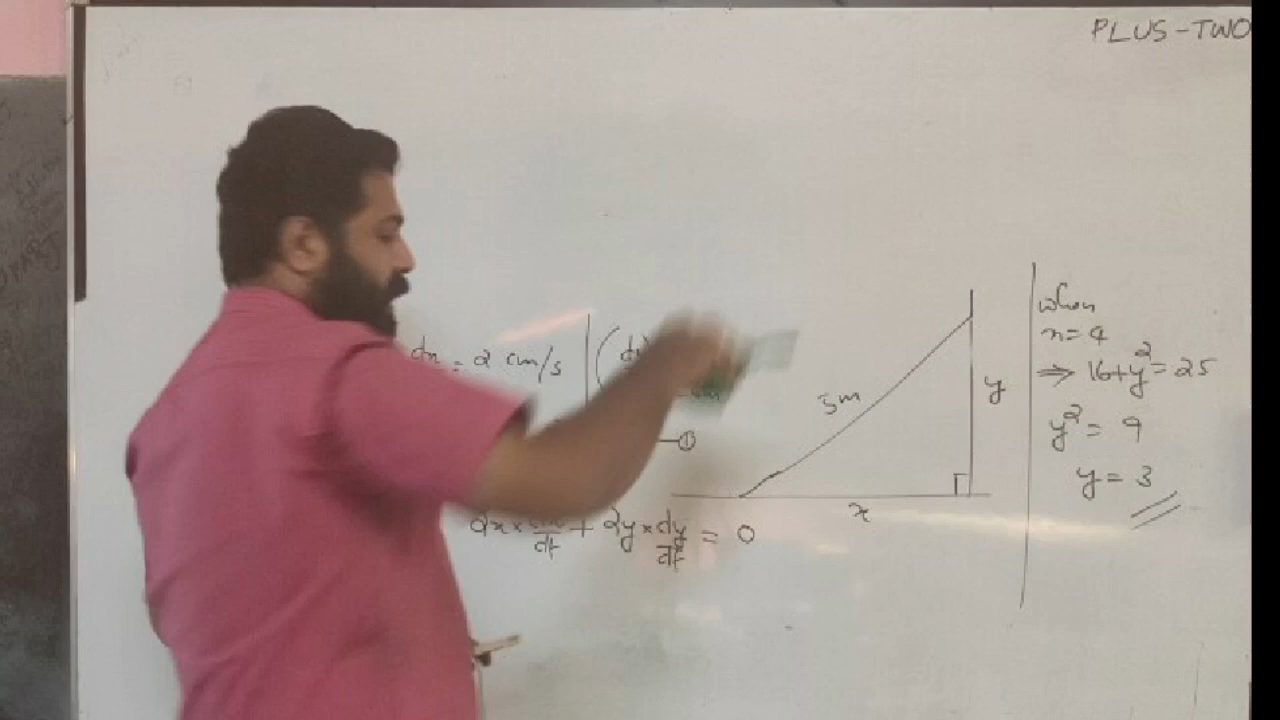 PLUS-TWO
dx = 2 cm/s
5m
y
x
①
2x × dx/dt + 2y × dy/dt = 0
when
x=4
⇒ 16+y² = 25
y² = 9
y = 3